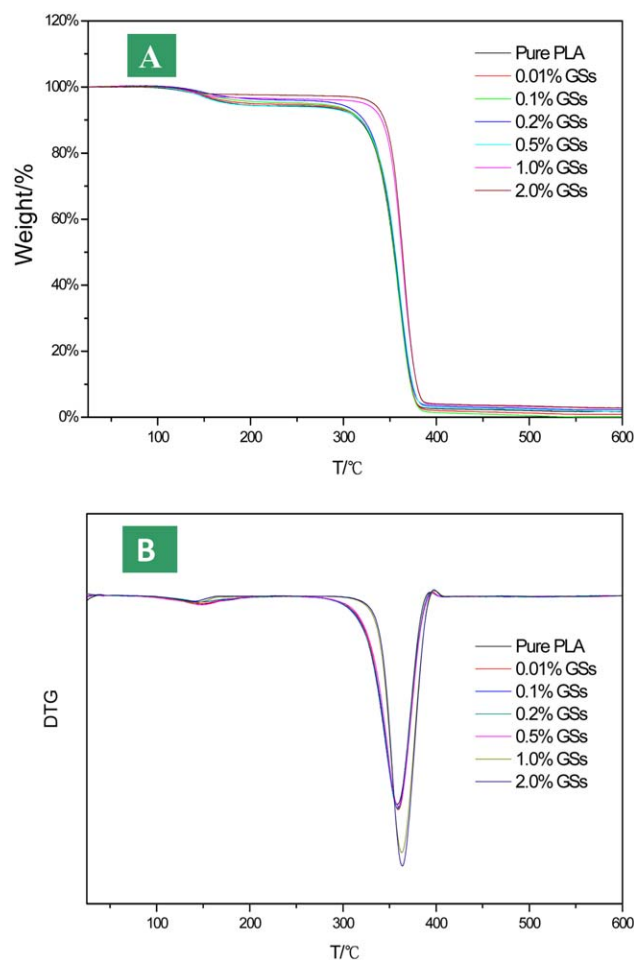 120%
A
100%
80%
60%
40%
20%
0%
Weight/%
Pure PLA
0.01% GSs
0.1% GSs
0.2% GSs
0.5% GSs
1.0% GSs
2.0% GSs
100 200 300 400 500 600
T/℃
B
DTG
Pure PLA
0.01% GSs
0.1% GSs
0.2% GSs
0.5% GSs
1.0% GSs
2.0% GSs
100 200 300 400 500 600
T/℃